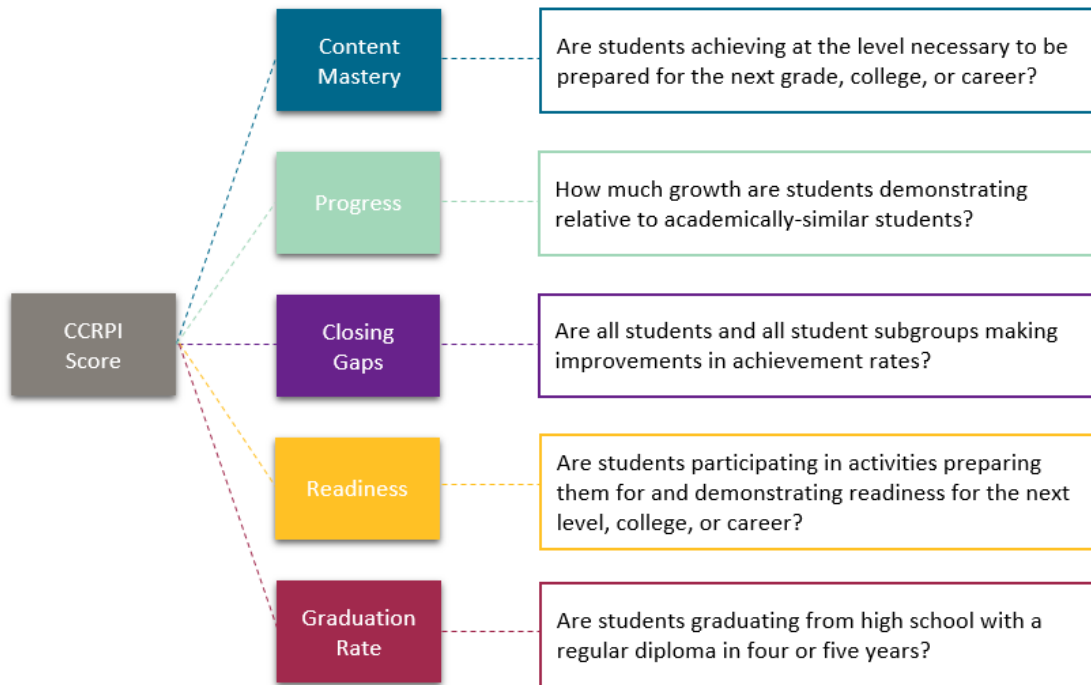 Content
Mastery
Are students achieving at the level necessary to be
prepared for the next grade, college, or career?
Progress
How much growth are students demonstrating
relative to academically-similar students?
CCRPI
Score
Closing
Gaps
Are all students and all student subgroups making
improvements in achievement rates?
Readiness
Are students participating in activities preparing
them for and demonstrating readiness for the next
level, college, or career?
Graduation
Rate
Are students graduating from high school with a
regular diploma in four or five years?